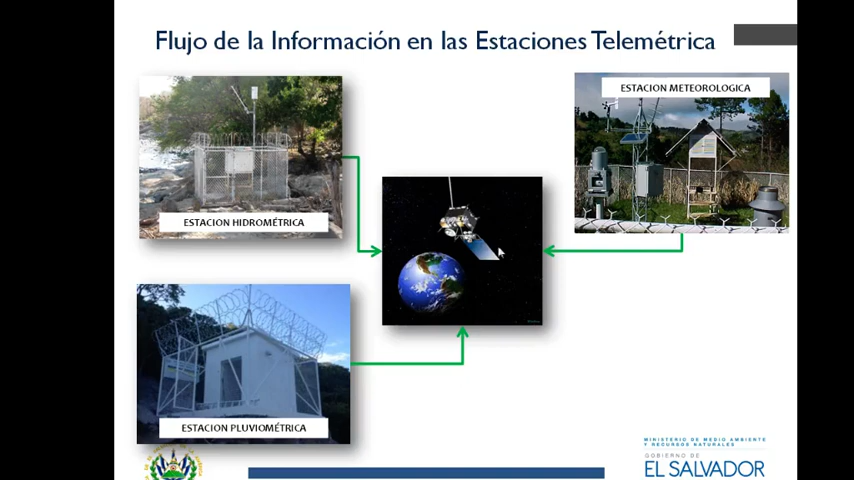 Flujo de la Información en las Estaciones Telemétrica
ESTACION METEOROLOGICA
ESTACION HIDROMÉTRICA
ESTACION PLUVIOMÉTRICA
MINISTERIO DE MEDIO AMBIENTE
Y RECURSOS NATURALES
GOBIERNO DE
EL SALVADOR